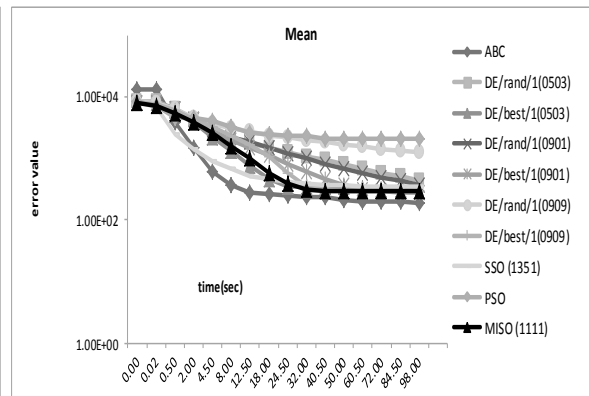 Mean
1.00E+04
1.00E+02
1.00E+00
error value
time(sec)
0.00
0.02
0.50
2.00
4.50
8.00
12.50
18.00
24.50
32.00
40.50
50.00
60.50
72.00
84.50
98.00
ABC
DE/rand/1(0503)
DE/best/1(0503)
DE/rand/1(0901)
DE/best/1(0901)
DE/rand/1(0909)
DE/best/1(0909)
SSO (1351)
PSO
MISO (1111)